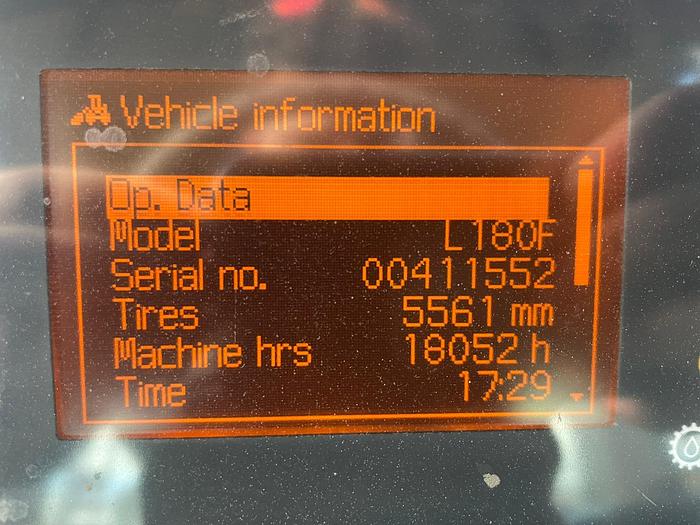 Vehicle information
Op. Data
Model L180F
Serial no. 00411552
Tires 5561 mm
Machine hrs 18052 h
Time 17:29